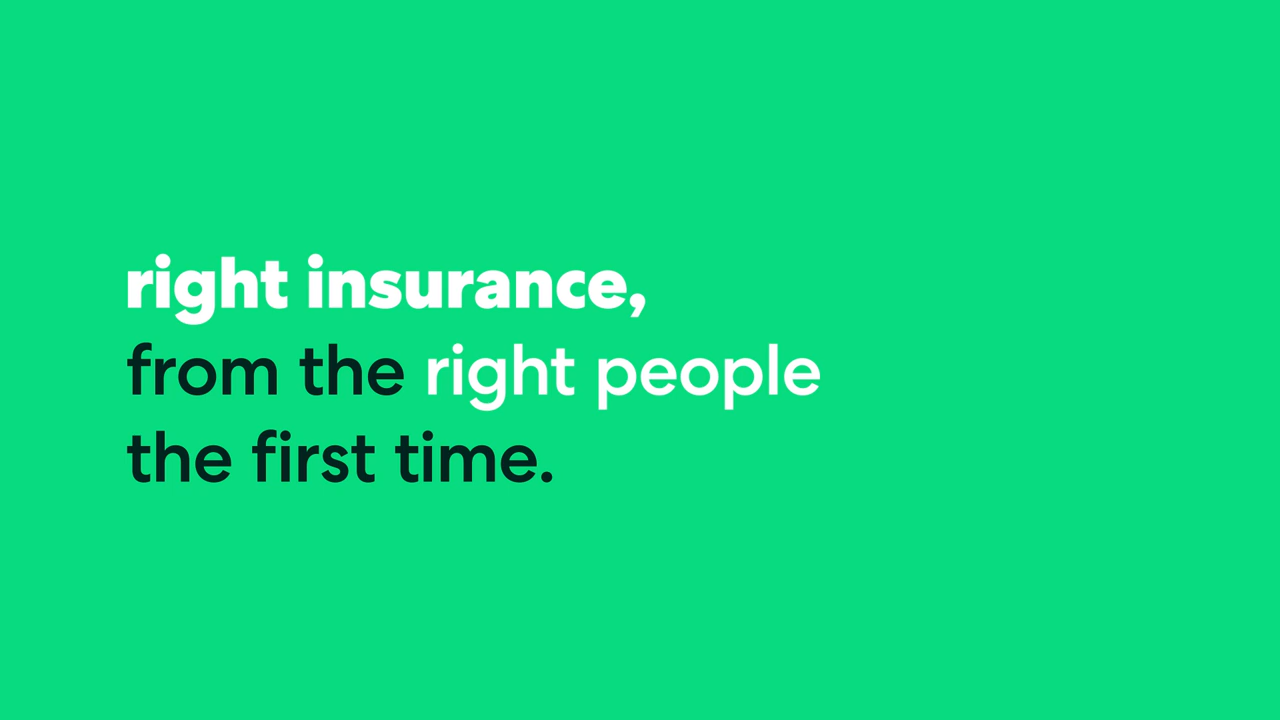 right insurance,
from the right people
the first time.